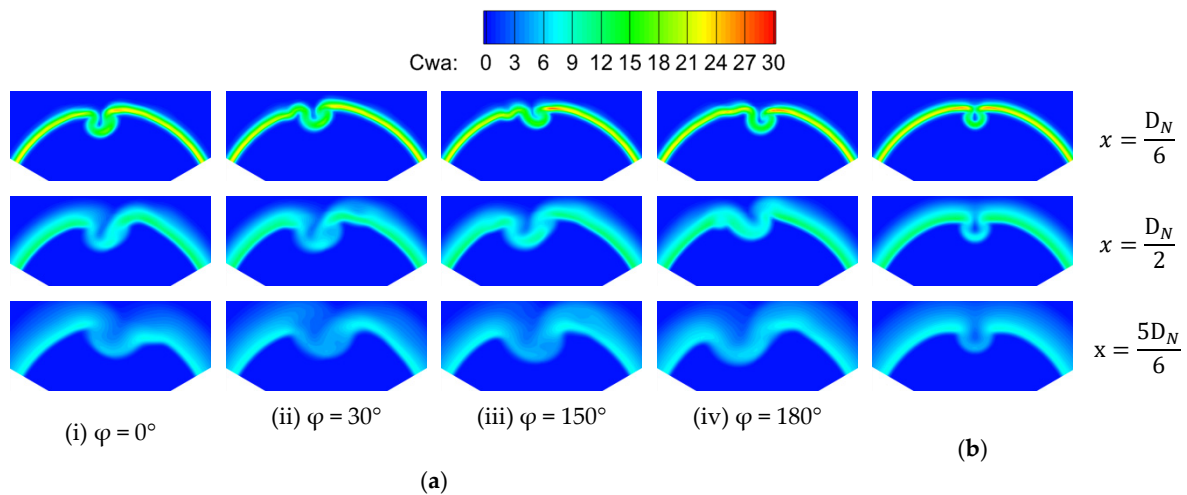 Cwa: 0 3 6 9 12 15 18 21 24 27 30
x = D_N/6
x = D_N/2
x = 5D_N/6
(i) φ = 0°
(ii) φ = 30°
(iii) φ = 150°
(iv) φ = 180°
(a)
(b)